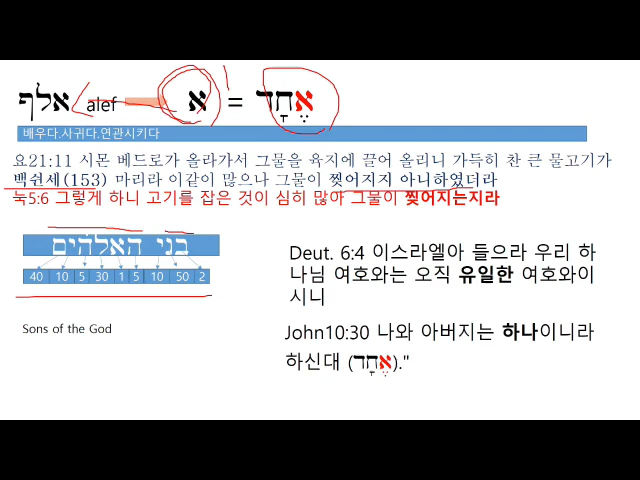 אלף alef א = אֶחָד
배우다.사귀다.연관시키다
요21:11 시몬 베드로가 올라가서 그물을 육지에 끌어 올리니 가득히 찬 큰 물고기가
백쉰세(153) 마리라 이같이 많으나 그물이 찢어지지 아니하였더라
눅5:6 그렇게 하니 고기를 잡은 것이 심히 많아 그물이 찢어지는지라
בני האלהים
40 10 5 30 1 5 10 50 2
Sons of the God
Deut. 6:4 이스라엘아 들으라 우리 하
나님 여호와는 오직 유일한 여호와이
시니
John10:30 나와 아버지는 하나이니라
하신대 (אֶחָד)."